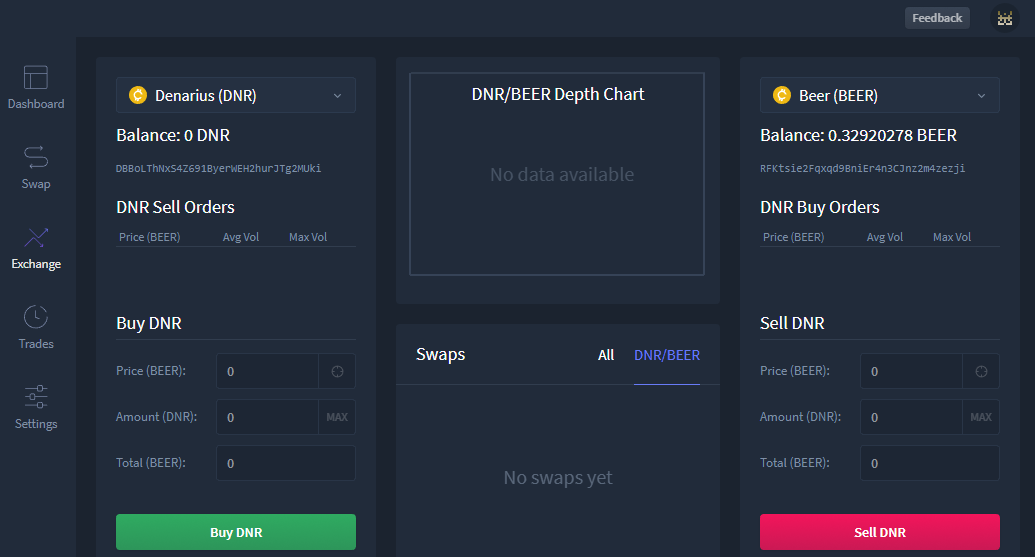 Feedback
Dashboard
Swap
Exchange
Trades
Settings
Denarius (DNR)
Balance: 0 DNR
DBBoLThNxS4Z691ByerWEH2hurJTg2MUki
DNR Sell Orders
Price (BEER) Avg Vol Max Vol
Buy DNR
Price (BEER): 0
Amount (DNR): 0 MAX
Total (BEER): 0
Buy DNR
DNR/BEER Depth Chart
No data available
Swaps All DNR/BEER
No swaps yet
Beer (BEER)
Balance: 0.32920278 BEER
RFKtsie2Fqxqd9BniEr4n3CJnz2m4zezji
DNR Buy Orders
Price (BEER) Avg Vol Max Vol
Sell DNR
Price (BEER): 0
Amount (DNR): 0 MAX
Total (BEER): 0
Sell DNR